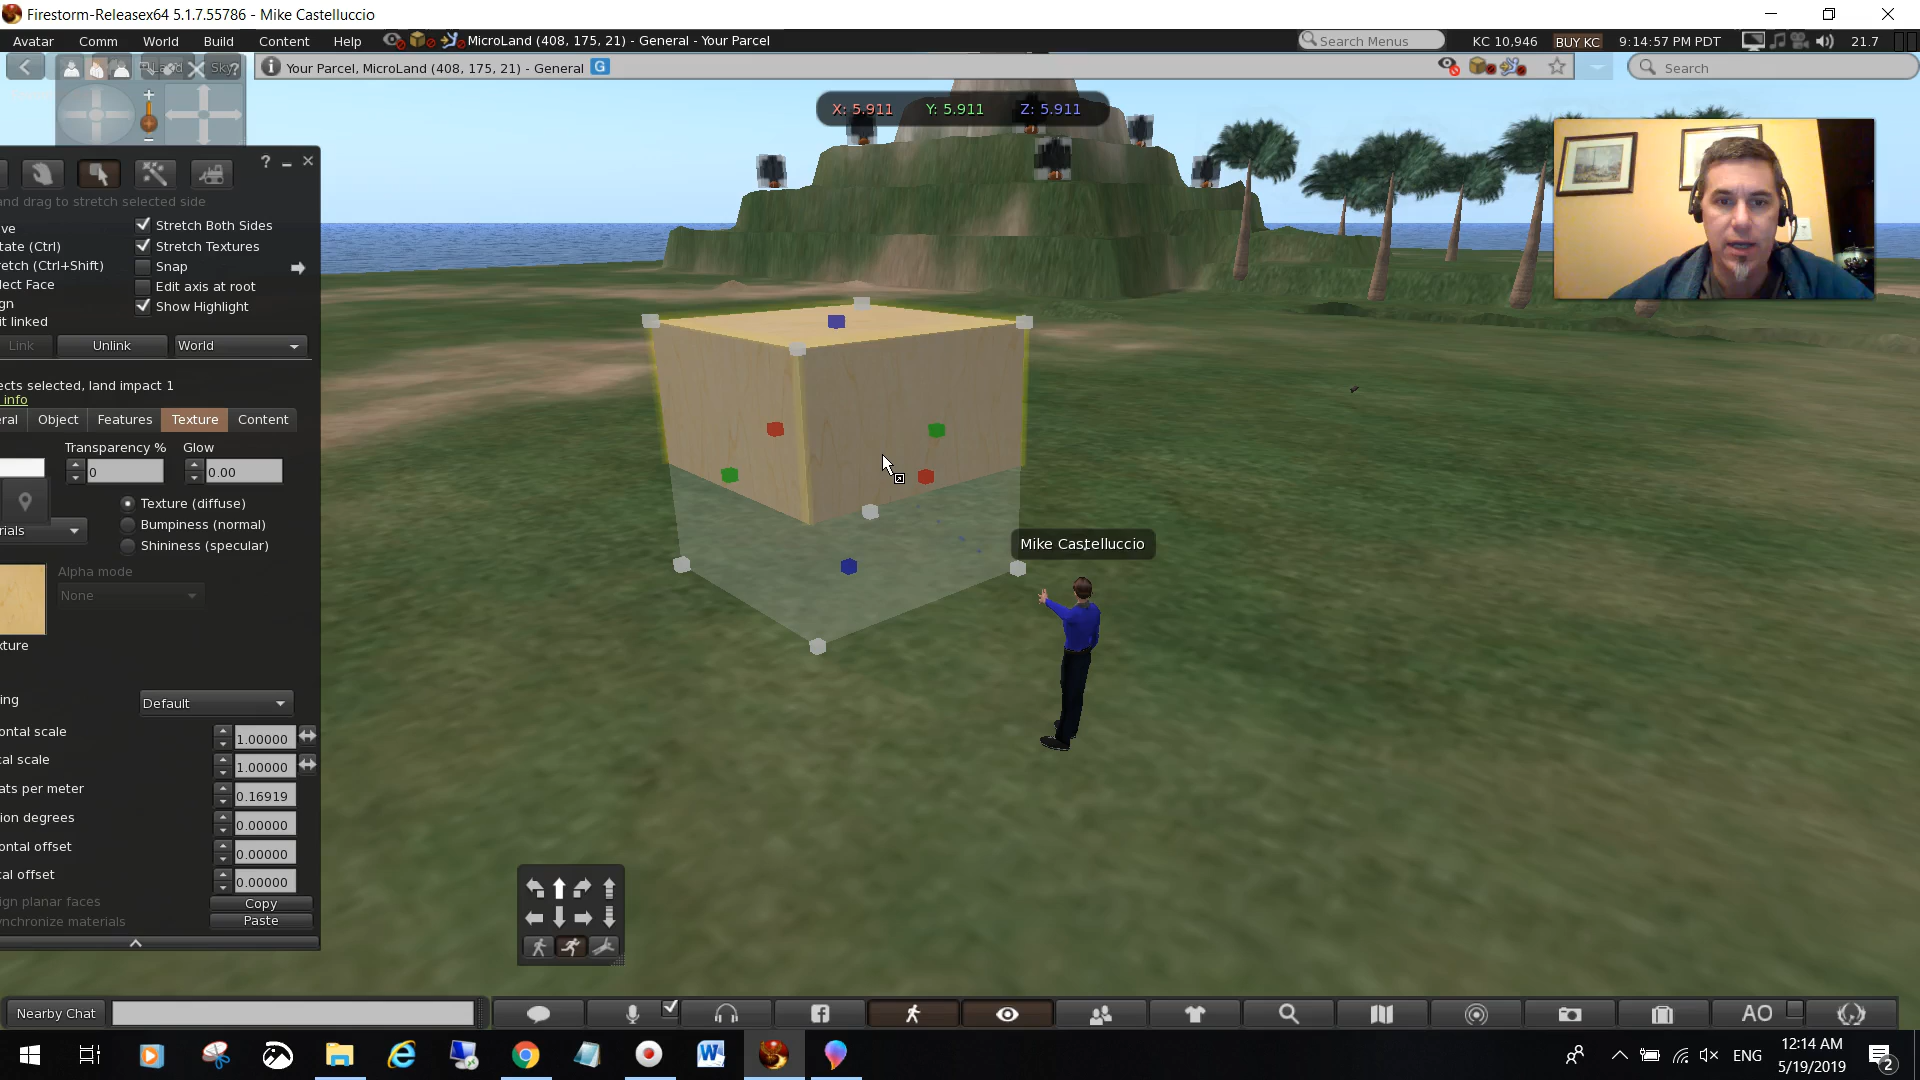 Firestorm-Releasex64 5.1.7.55786 - Mike Castelluccio
Avatar Comm World Build Content Help MicroLand (408, 175, 21) - General - Your Parcel Search Menus KC 10,946 BUY KC 9:14:57 PM PDT 21.7
Land Sky ? Your Parcel, MicroLand (408, 175, 21) - General G Search
X: 5.911 Y: 5.911 Z: 5.911
?
and drag to stretch selected side
ve
tate (Ctrl)
retch (Ctrl+Shift)
lect Face
gn
it linked
Stretch Both Sides
Stretch Textures
Snap
Edit axis at root
Show Highlight
Link Unlink World
ects selected, land impact 1
info
eral Object Features Texture Content
Transparency % Glow
0 0.00
Texture (diffuse)
Bumpiness (normal)
Shininess (specular)
rials
Alpha mode
None
xture
ing Default
ontal scale 1.00000
cal scale 1.00000
ats per meter 0.16919
ion degrees 0.00000
ontal offset 0.00000
cal offset 0.00000
ign planar faces Copy
nchronize materials Paste
Mike Castelluccio
Nearby Chat AO
ENG 12:14 AM
5/19/2019 2